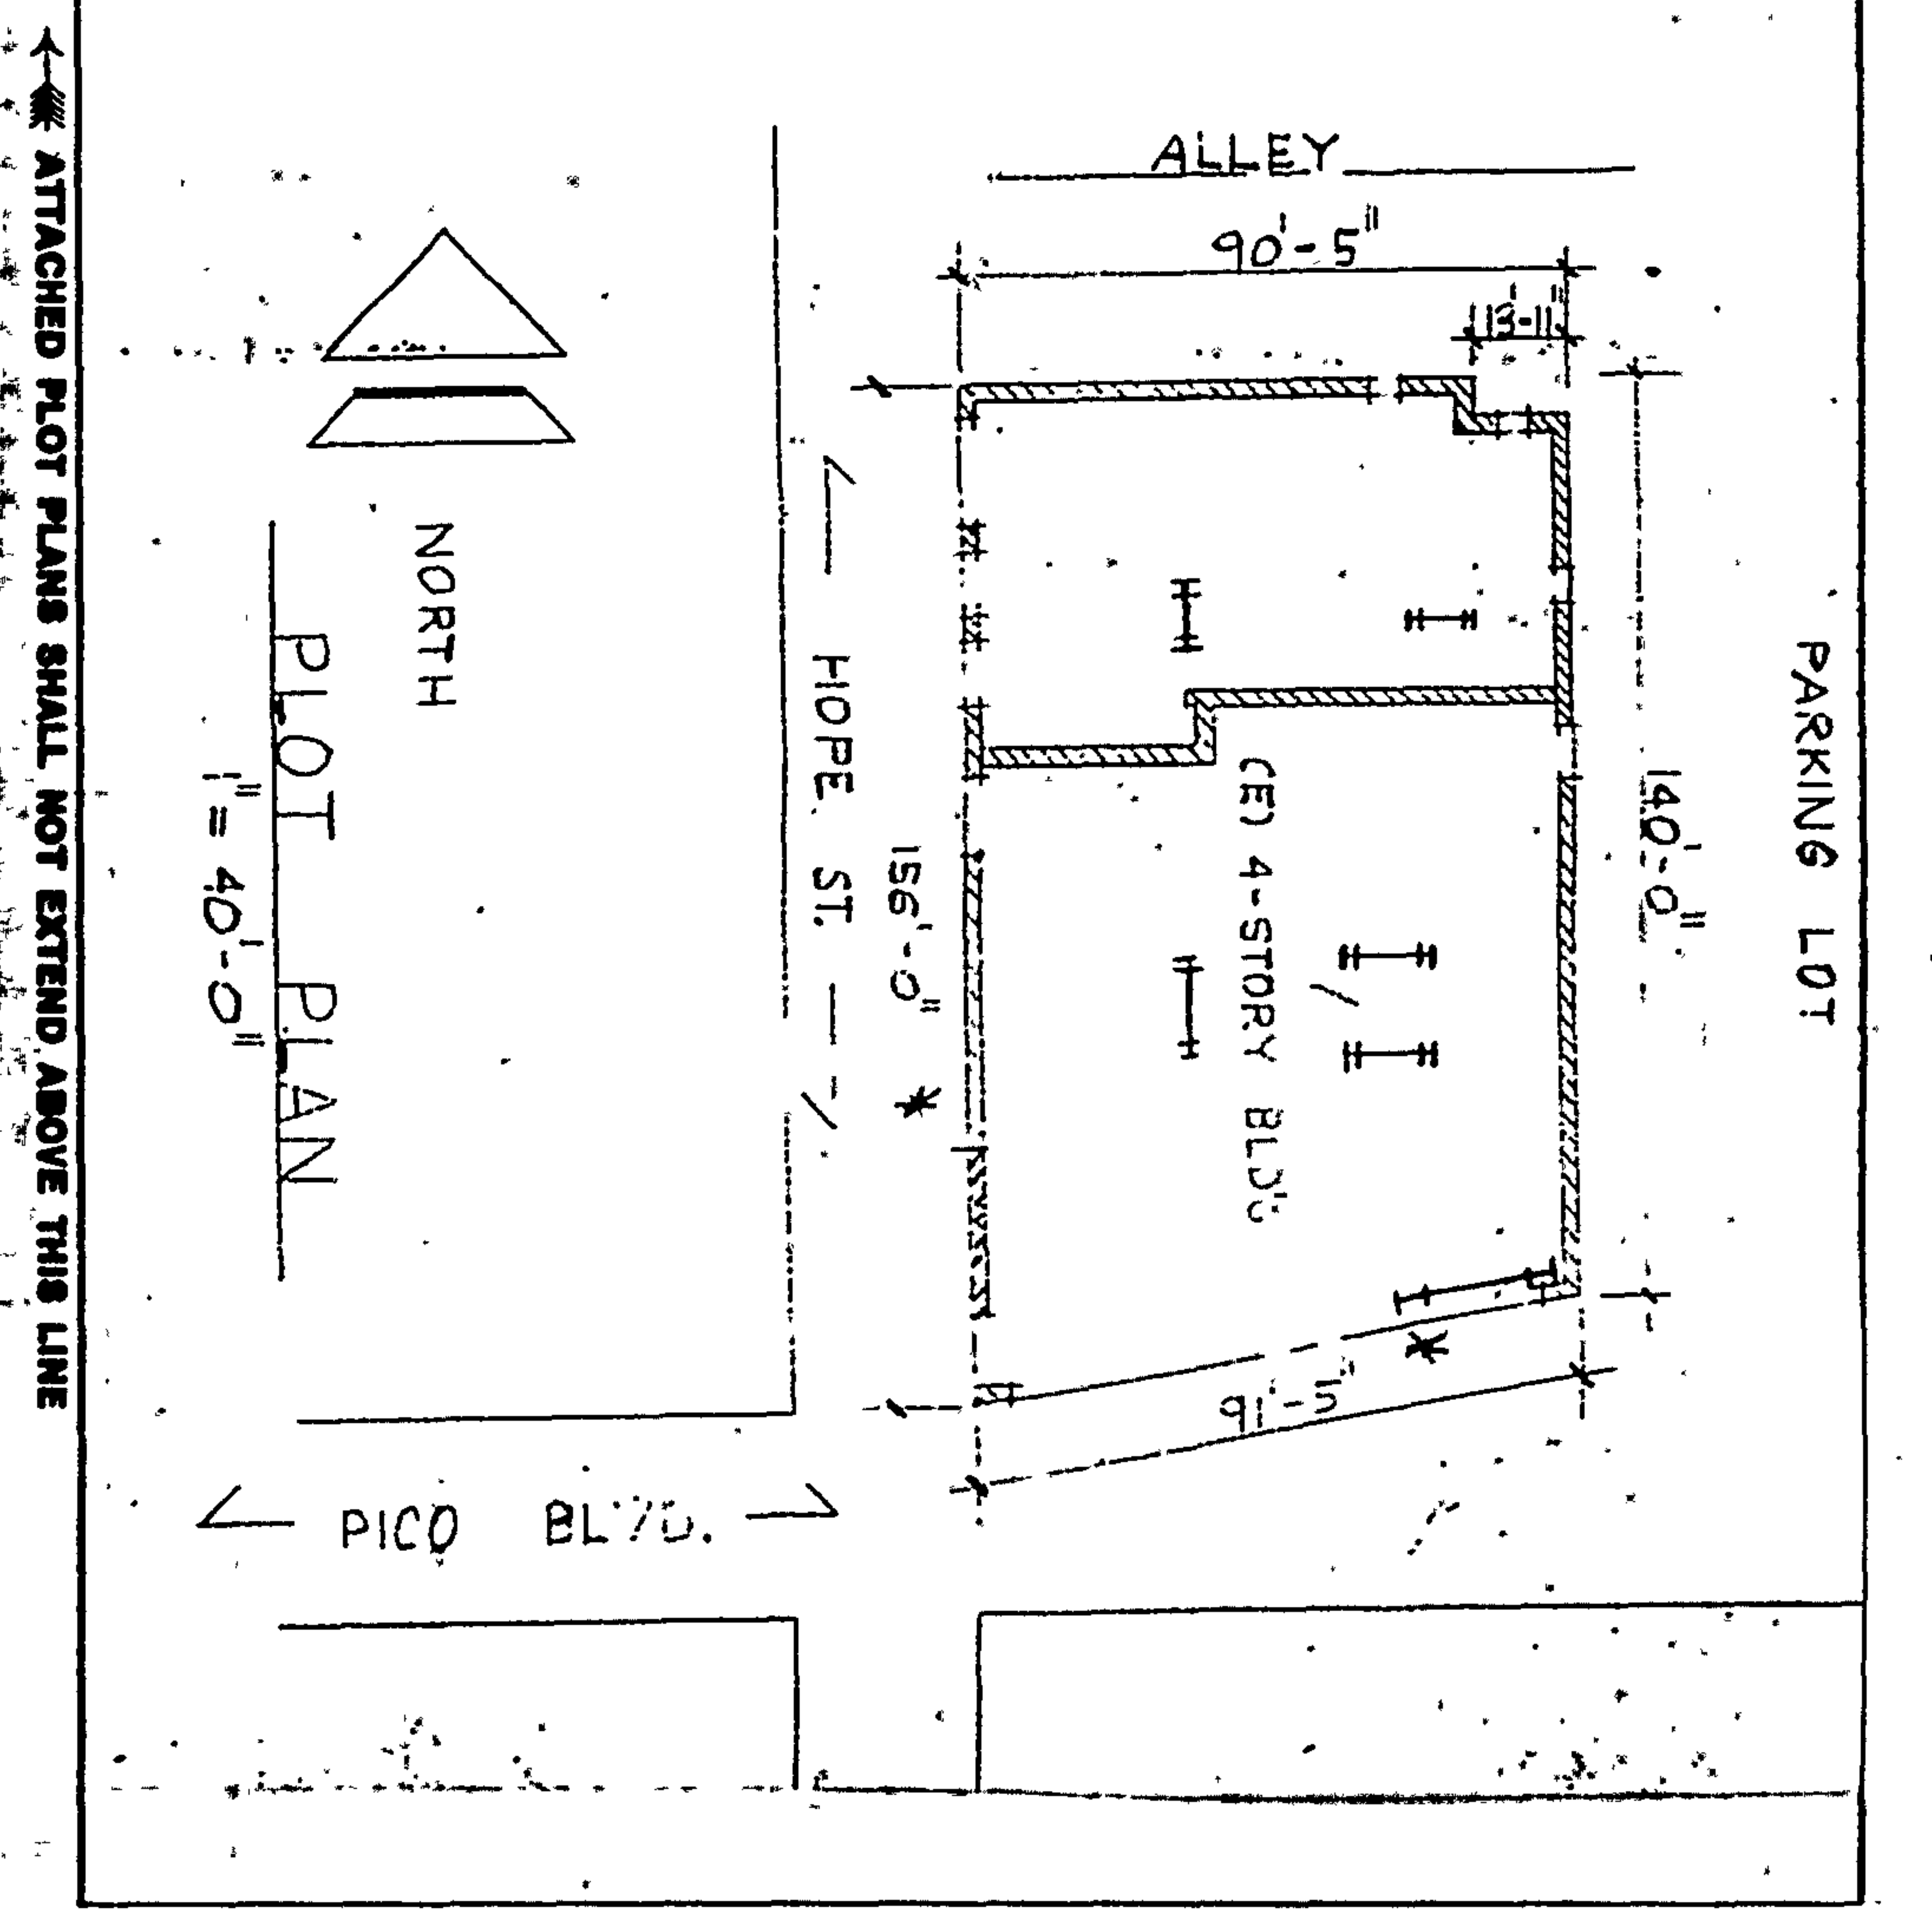 ATTACHED PLOT PLANS SHALL NOT EXTEND ABOVE THIS LINE
ALLEY
90'-5"
13'-11"
PARKING LOT
140'-0"
(E) 4-STORY BLD'G
156'-0" *
HOPE ST.
NORTH
PLOT PLAN
1" = 40'-0"
*
91'-5"
PICO BLVD.